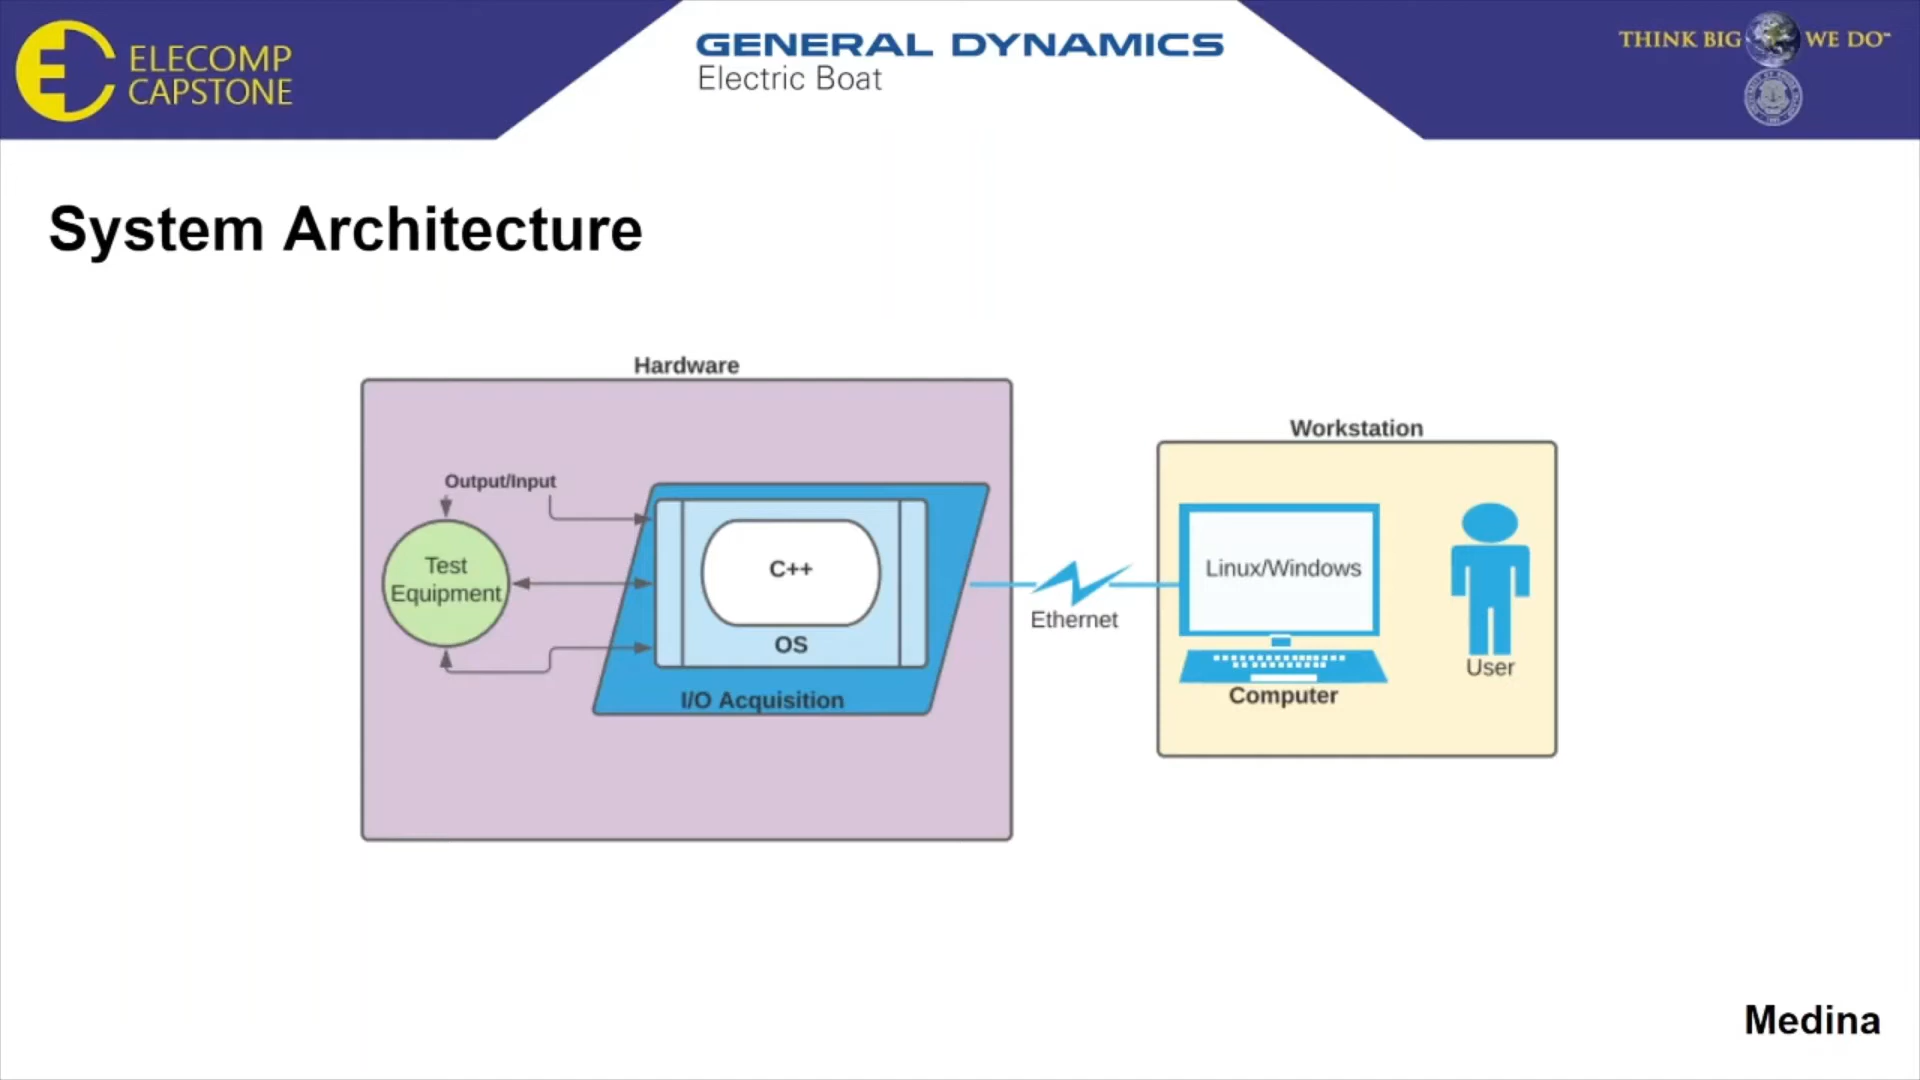 ELECOMP
CAPSTONE
GENERAL DYNAMICS
Electric Boat
THINK BIG WE DO™
System Architecture
Hardware
Output/Input
Test
Equipment
C++
OS
I/O Acquisition
Ethernet
Workstation
Linux/Windows
Computer
User
Medina